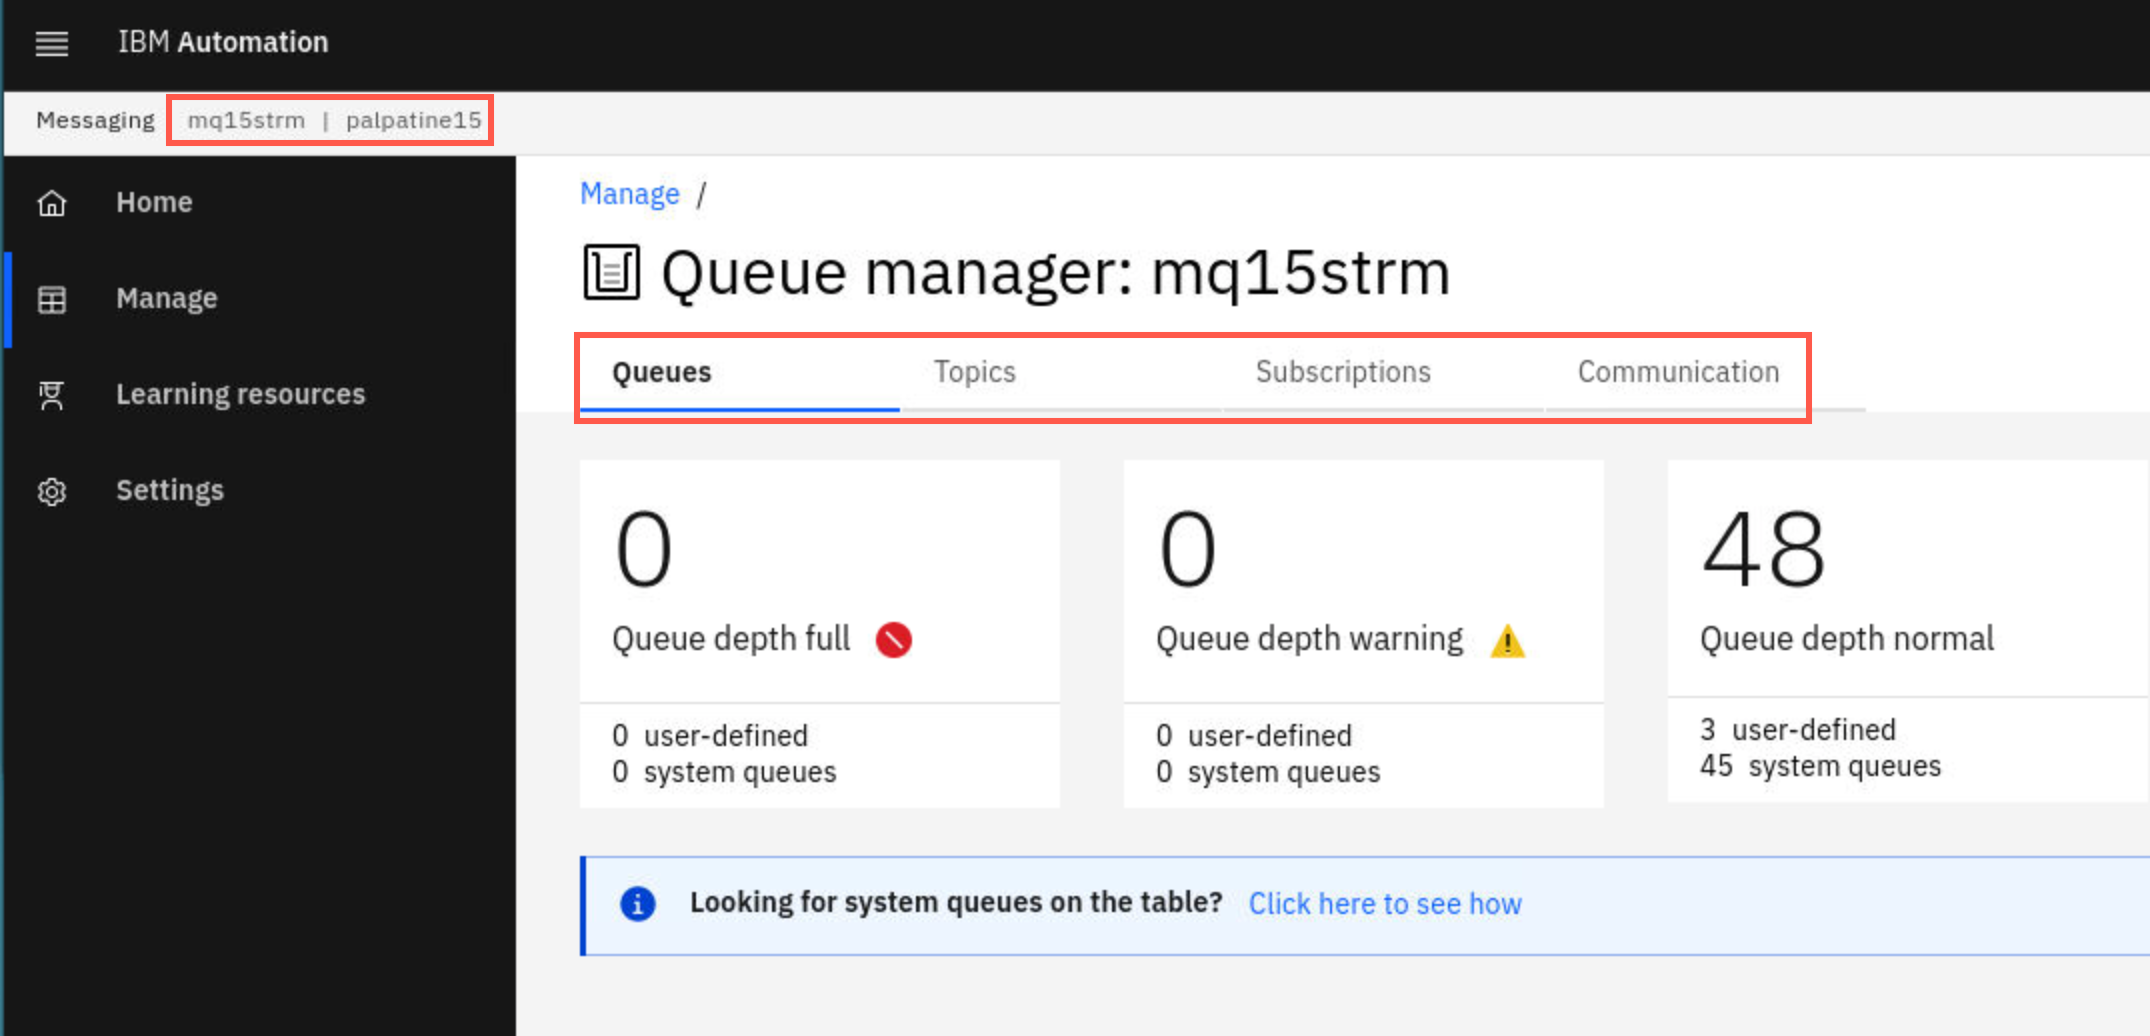 IBM Automation
Messaging mq15strm | palpatine15
Home
Manage
Learning resources
Settings
Manage /
Queue manager: mq15strm
Queues Topics Subscriptions Communication
0
Queue depth full
0 user-defined
0 system queues
0
Queue depth warning
0 user-defined
0 system queues
48
Queue depth normal
3 user-defined
45 system queues
Looking for system queues on the table? Click here to see how